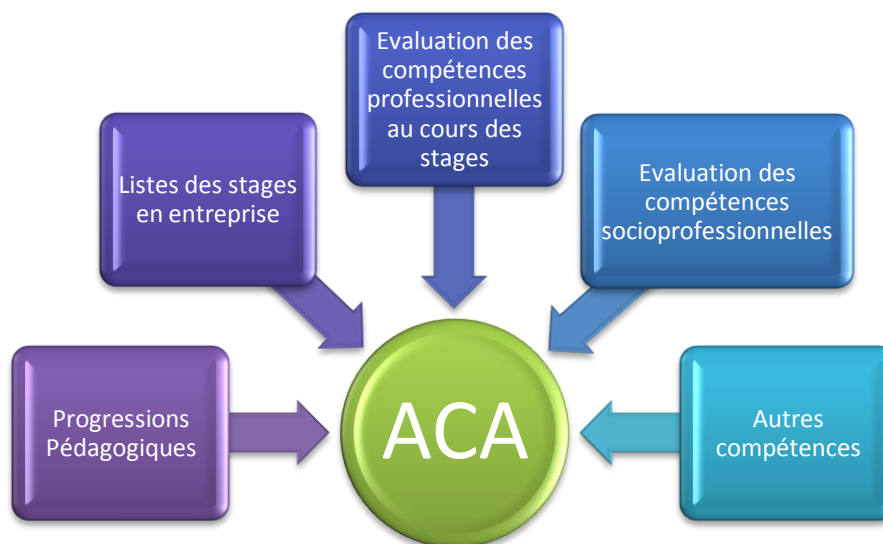 Progressions
Pédagogiques
Listes des stages
en entreprise
Evaluation des
compétences
professionnelles
au cours des
stages
Evaluation des
compétences
socioprofessionnelles
Autres
compétences
ACA